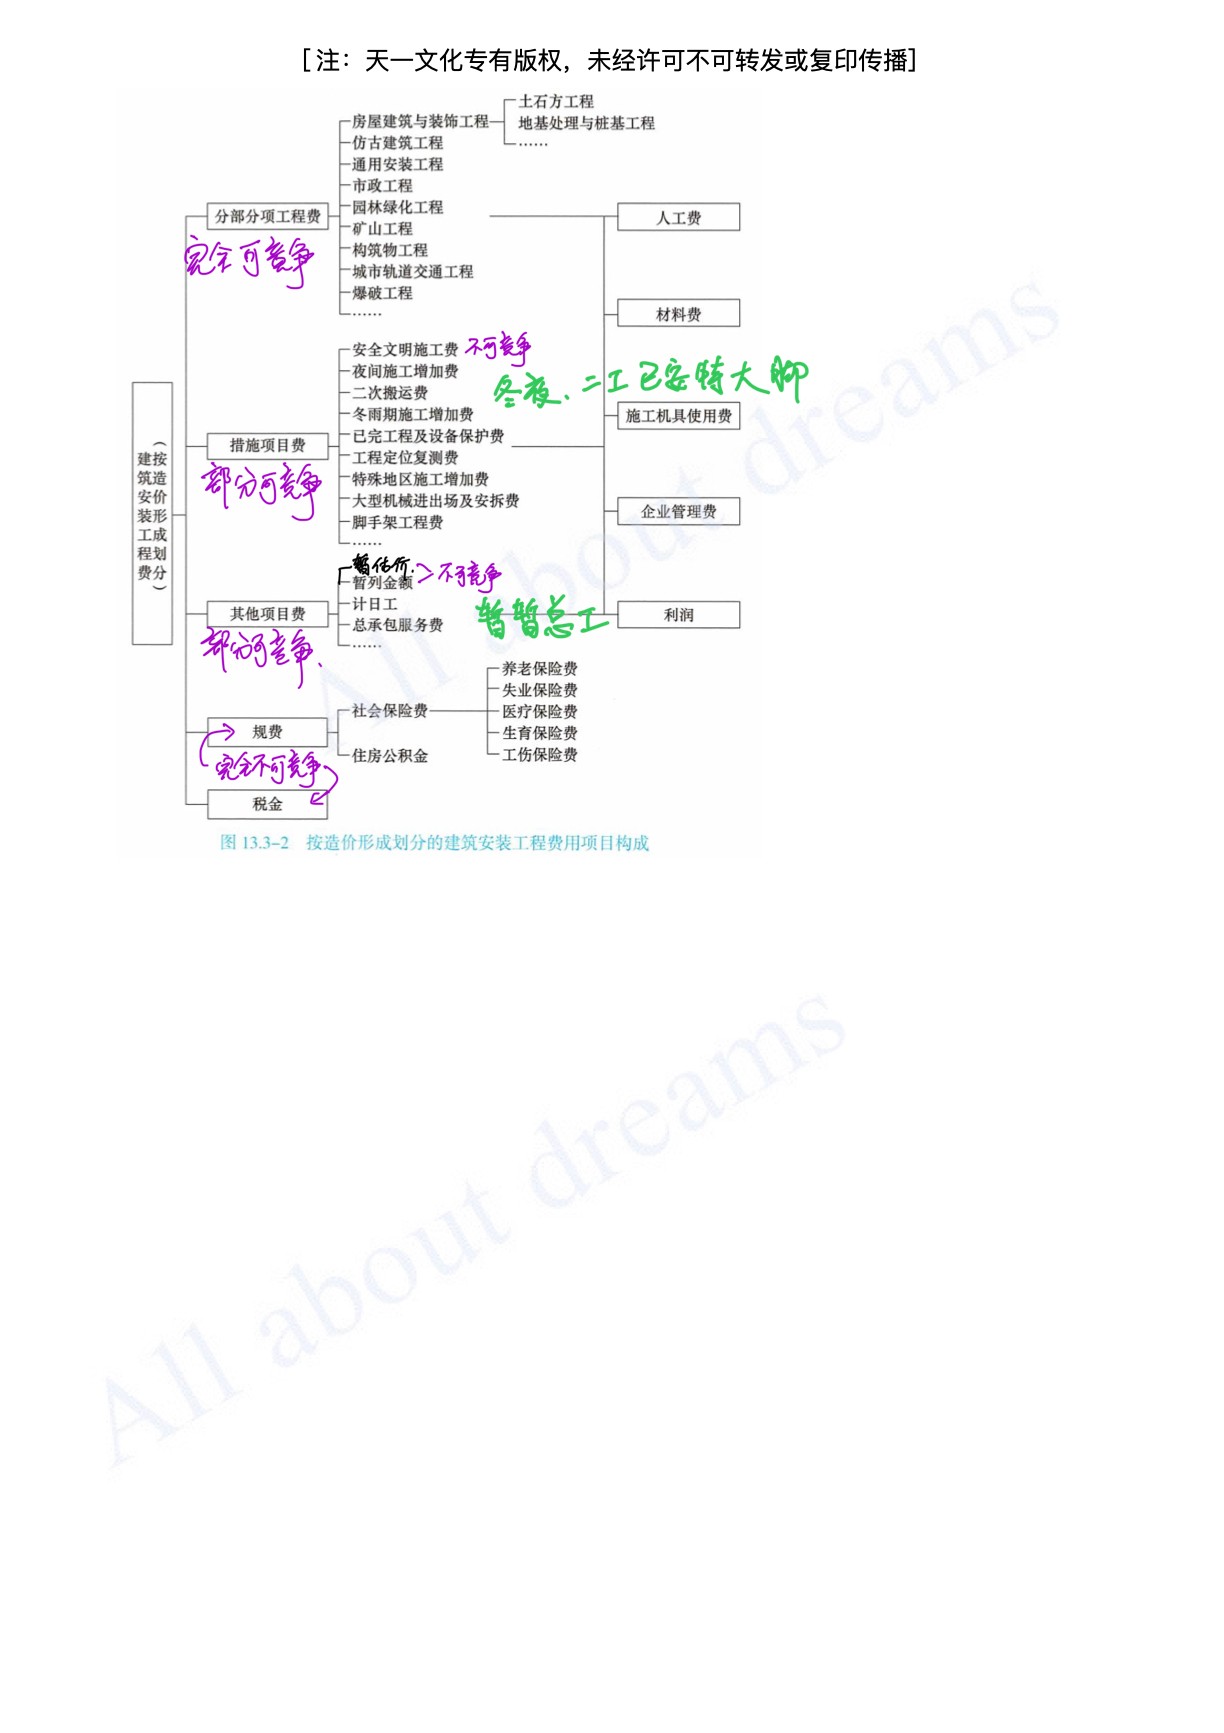 [注：天一文化专有版权，未经许可不可转发或复印传播]
土石方工程
房屋建筑与装饰工程
地基处理与桩基工程
仿古建筑工程
……
通用安装工程
市政工程
园林绿化工程
分部分项工程费
人工费
矿山工程
完全可竞争
构筑物工程
城市轨道交通工程
爆破工程
……
材料费
安全文明施工费 不可竞争
夜间施工增加费
冬夜、二工已安特大脚
二次搬运费
冬雨期施工增加费
施工机具使用费
已完工程及设备保护费
措施项目费
工程定位复测费
部分可竞争
特殊地区施工增加费
大型机械进出场及安拆费
企业管理费
脚手架工程费
……
建筑安装工程费
（按造价形成划分）
暂估价
暂列金额
不可竞争
计日工
其他项目费
暂暂总工
利润
总承包服务费
部分可竞争
……
养老保险费
失业保险费
社会保险费
医疗保险费
规费
生育保险费
住房公积金
工伤保险费
完全不可竞争
税金
图 13.3-2 按造价形成划分的建筑安装工程费用项目构成
All about dreams
All about dreams